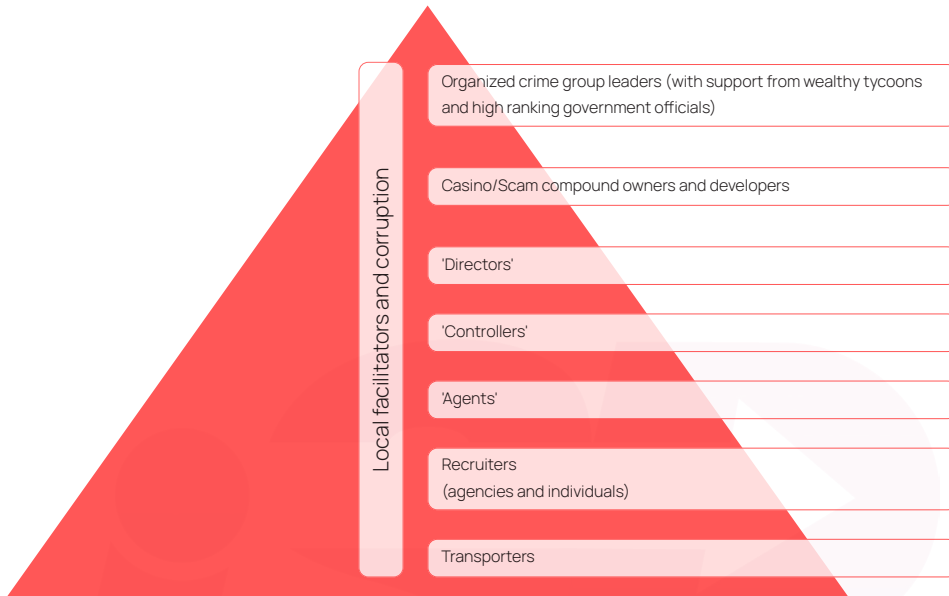 Organized crime group leaders (with support from wealthy tycoons
and high ranking government officials)
Casino/Scam compound owners and developers
'Directors'
'Controllers'
'Agents'
Recruiters
(agencies and individuals)
Transporters
Local facilitators and corruption